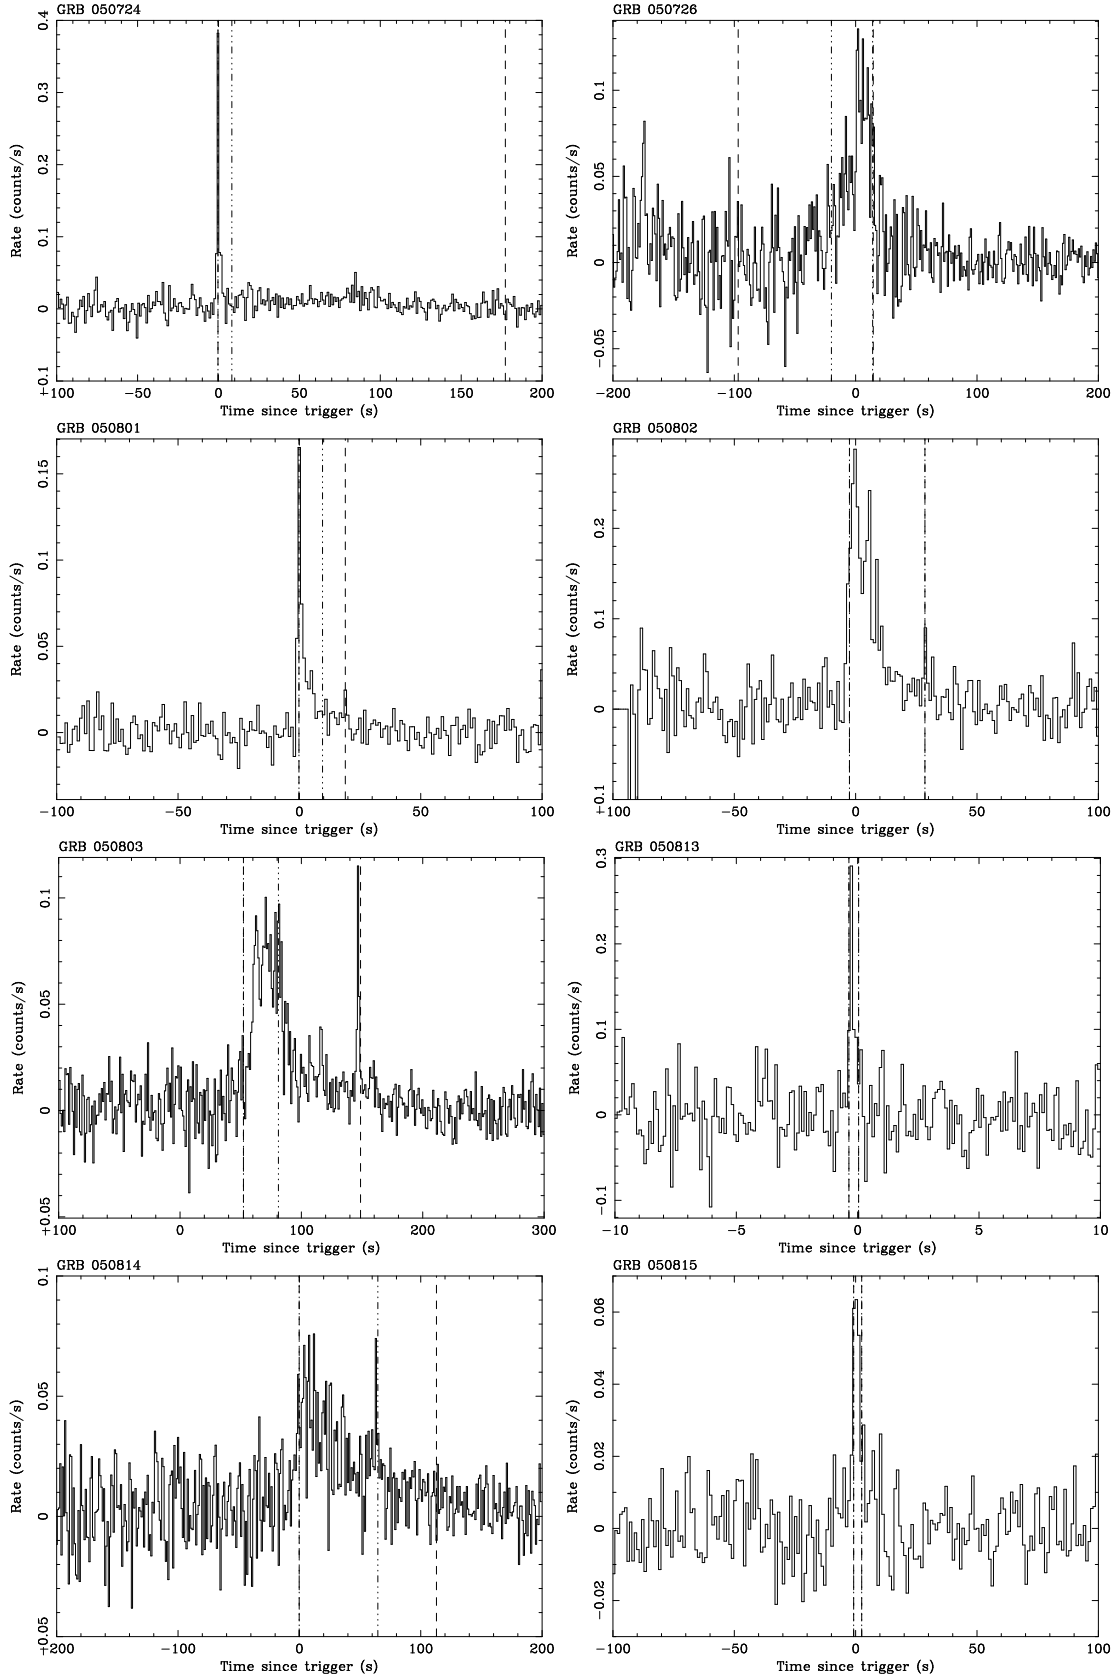 GRB 050724
0.4
0.3
0.2
0.1
0
+0.1
100 −50 0 50 100 150 200
Time since trigger (s)
Rate (counts/s)
GRB 050726
0.1
0.05
0
−0.05
−200 −100 0 100 200
Time since trigger (s)
Rate (counts/s)
GRB 050801
0.15
0.1
0.05
0
−100 −50 0 50 100
Time since trigger (s)
Rate (counts/s)
GRB 050802
0.2
0.1
0
+0.1
100 −50 0 50 100
Time since trigger (s)
Rate (counts/s)
GRB 050803
0.1
0.05
0
+0.05
100 0 100 200 300
Time since trigger (s)
Rate (counts/s)
GRB 050813
0.3
0.2
0.1
0
−0.1
−10 −5 0 5 10
Time since trigger (s)
Rate (counts/s)
GRB 050814
0.1
0.05
0
+0.05
200 −100 0 100 200
Time since trigger (s)
Rate (counts/s)
GRB 050815
0.06
0.04
0.02
0
−0.02
−100 −50 0 50 100
Time since trigger (s)
Rate (counts/s)